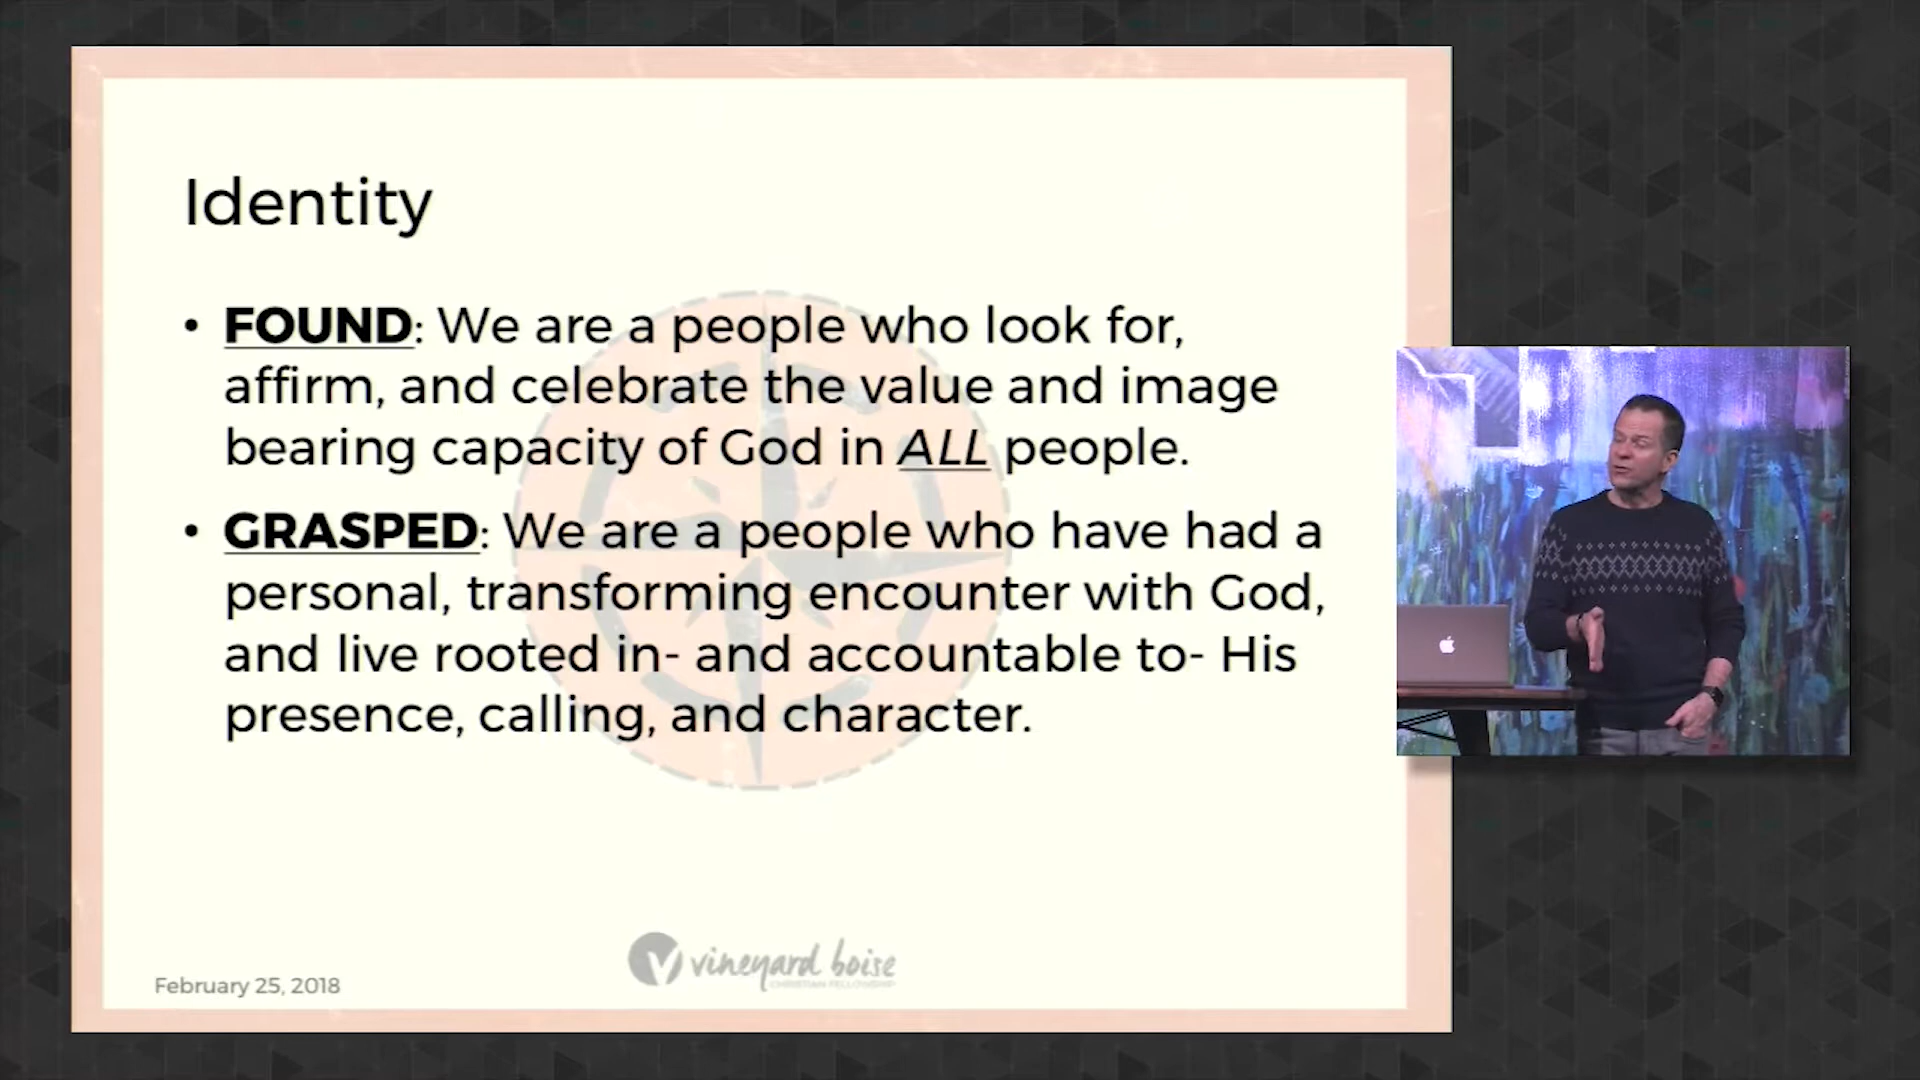 Identity
• FOUND: We are a people who look for,
affirm, and celebrate the value and image
bearing capacity of God in ALL people.
• GRASPED: We are a people who have had a
personal, transforming encounter with God,
and live rooted in- and accountable to- His
presence, calling, and character.
February 25, 2018
vineyard boise
CHRISTIAN FELLOWSHIP